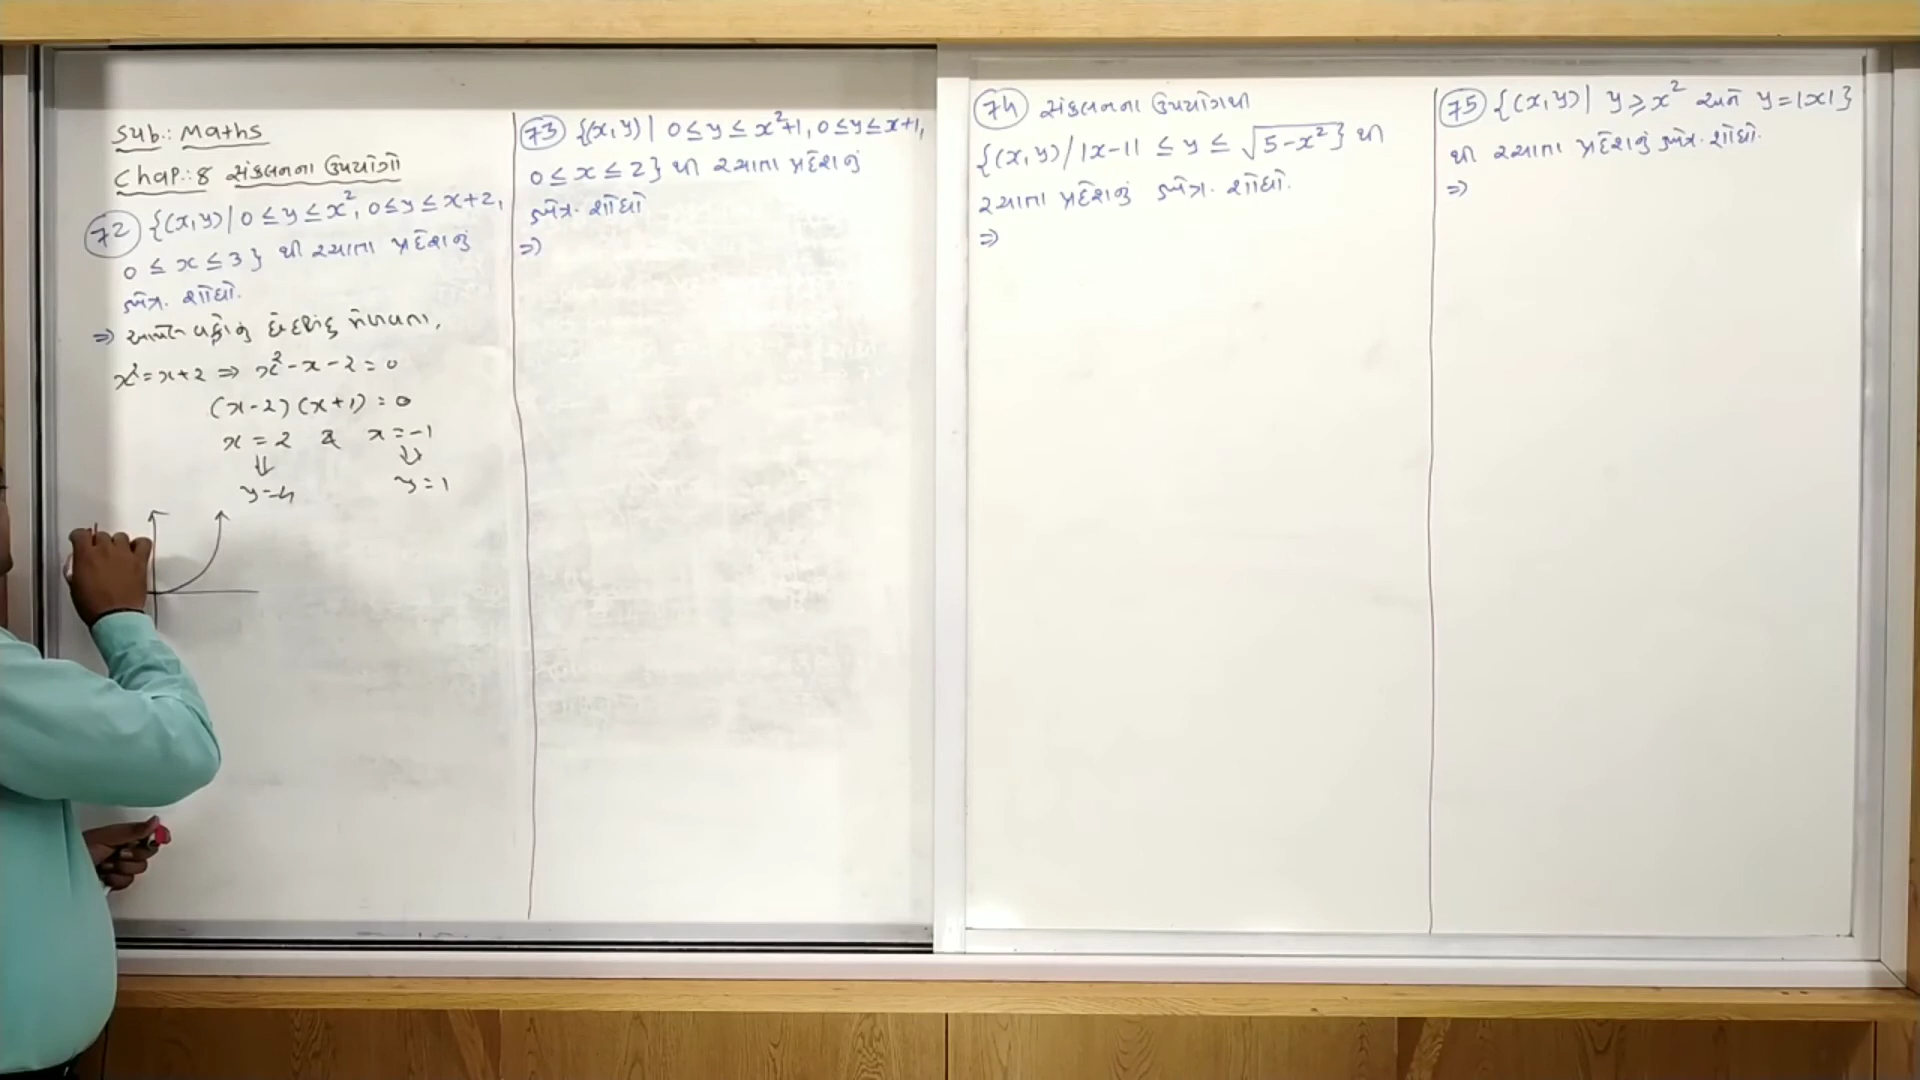 Sub.: Maths
Chap.: 8 સંકલનના ઉપયોગો
72 {(x,y) | 0 ≤ y ≤ x², 0 ≤ y ≤ x+2,
0 ≤ x ≤ 3} થી રચાતા પ્રદેશનું
ક્ષેત્ર. શોધો.
⇒ આપેલ વક્રોનું છેદબિંદુ મેળવતા,
x² = x+2 ⇒ x² - x - 2 = 0
(x-2) (x+1) = 0
x = 2 & x = -1
⇓ ⇓
y = 4 y = 1
73 {(x,y) | 0 ≤ y ≤ x²+1, 0 ≤ y ≤ x+1,
0 ≤ x ≤ 2} થી રચાતા પ્રદેશનું
ક્ષેત્ર. શોધો
⇒
74 સંકલનના ઉપયોગથી
{(x,y) / |x-1| ≤ y ≤ √5-x²} થી
રચાતા પ્રદેશનું ક્ષેત્ર. શોધો.
⇒
75 {(x,y) | y ≥ x² અને y = |x|}
થી રચાતા પ્રદેશનું ક્ષેત્ર. શોધો.
⇒